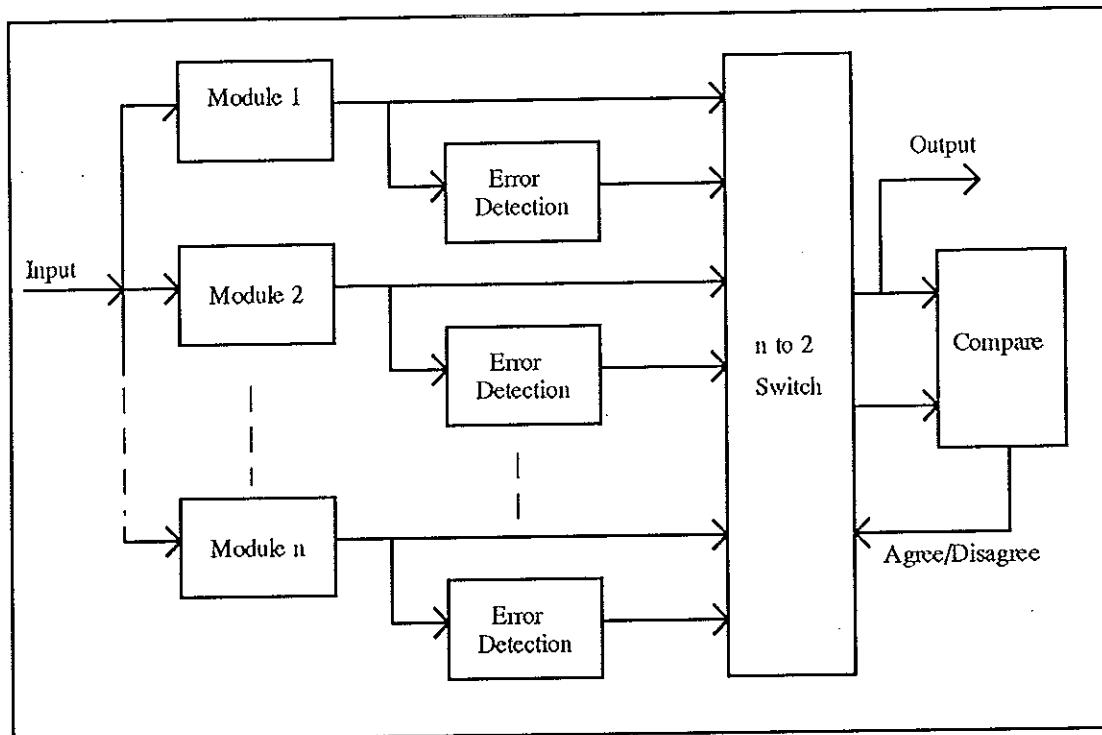 Module 1
Error
Detection
Input
Module 2
Error
Detection
Module n
Error
Detection
n to 2
Switch
Output
Compare
Agree/Disagree